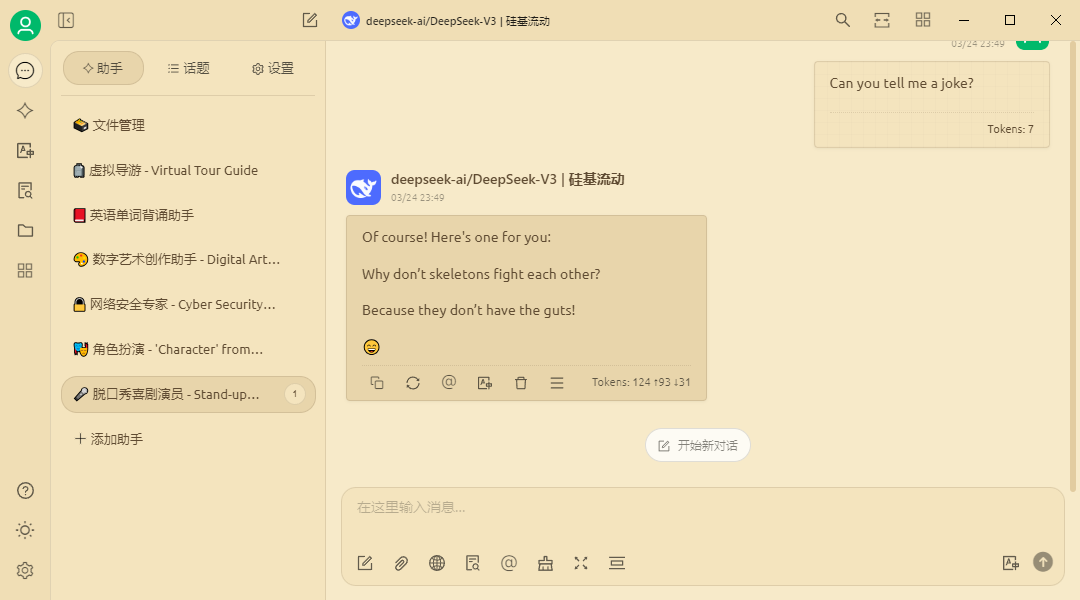 deepseek-ai/DeepSeek-V3 | 硅基流动
助手
话题
设置
文件管理
虚拟导游 - Virtual Tour Guide
英语单词背诵助手
数字艺术创作助手 - Digital Art...
网络安全专家 - Cyber Security...
角色扮演 - 'Character' from...
脱口秀喜剧演员 - Stand-up...
1
添加助手
03/24 23:49
Can you tell me a joke?
Tokens: 7
deepseek-ai/DeepSeek-V3 | 硅基流动
03/24 23:49
Of course! Here's one for you:
Why don’t skeletons fight each other?
Because they don’t have the guts!
Tokens: 124 ↑93 ↓31
开始新对话
在这里输入消息...